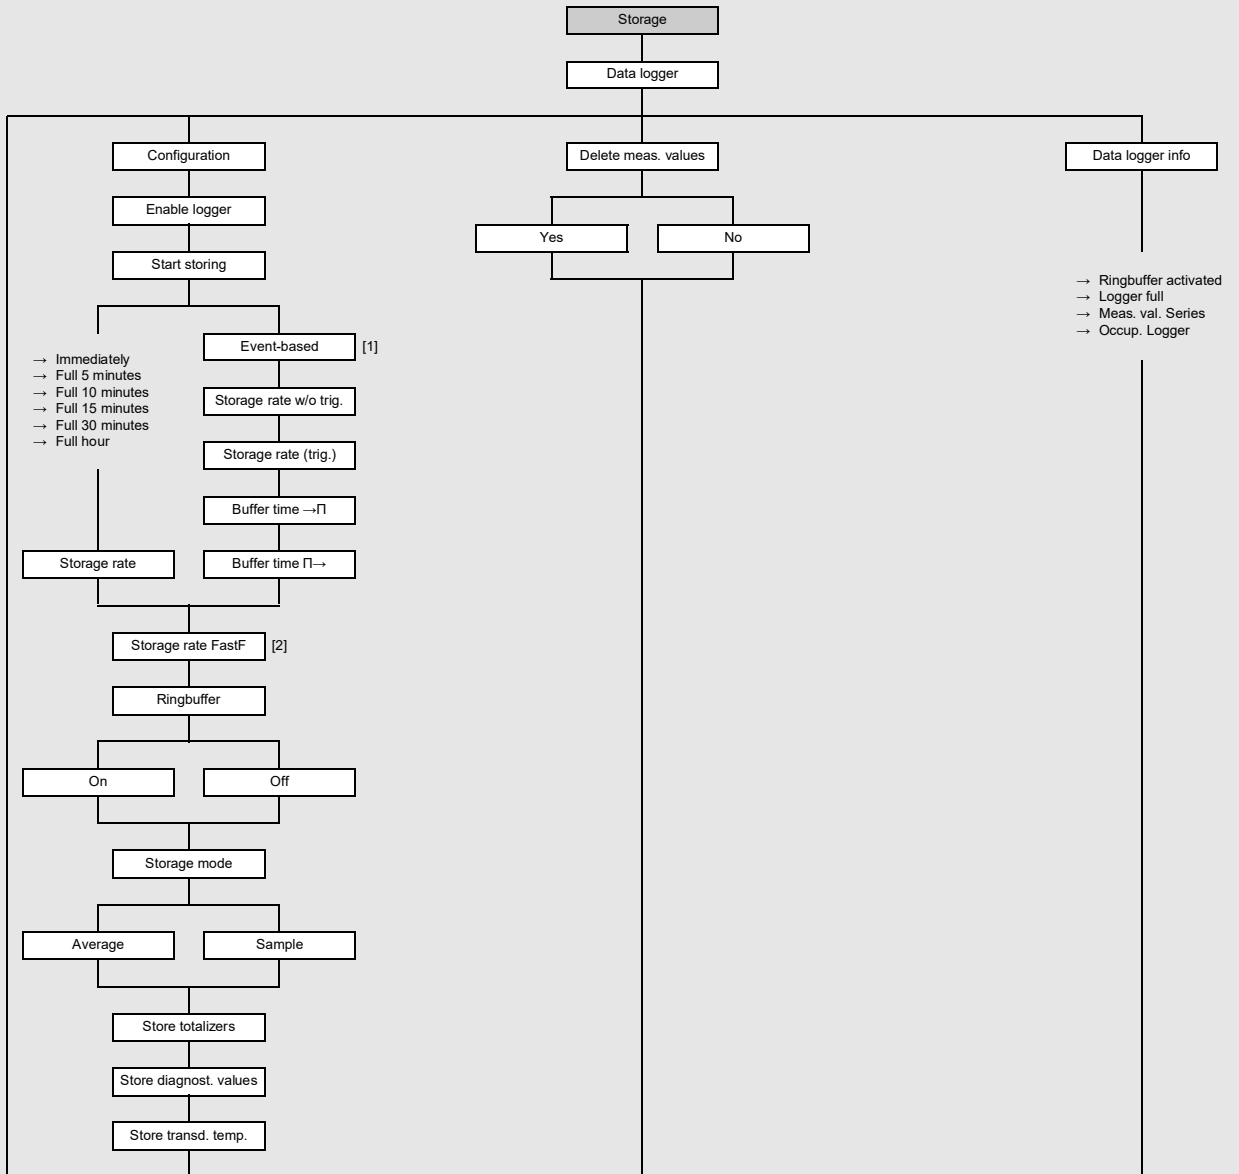 Storage
Data logger
Configuration
Delete meas. values
Data logger info
Enable logger
Start storing
Yes
No
→ Ringbuffer activated
→ Logger full
→ Meas. val. Series
→ Occup. Logger
→ Immediately
→ Full 5 minutes
→ Full 10 minutes
→ Full 15 minutes
→ Full 30 minutes
→ Full hour
Event-based [1]
Storage rate w/o trig.
Storage rate (trig.)
Buffer time →Π
Storage rate
Buffer time Π→
Storage rate FastF [2]
Ringbuffer
On
Off
Storage mode
Average
Sample
Store totalizers
Store diagnost. values
Store transd. temp.